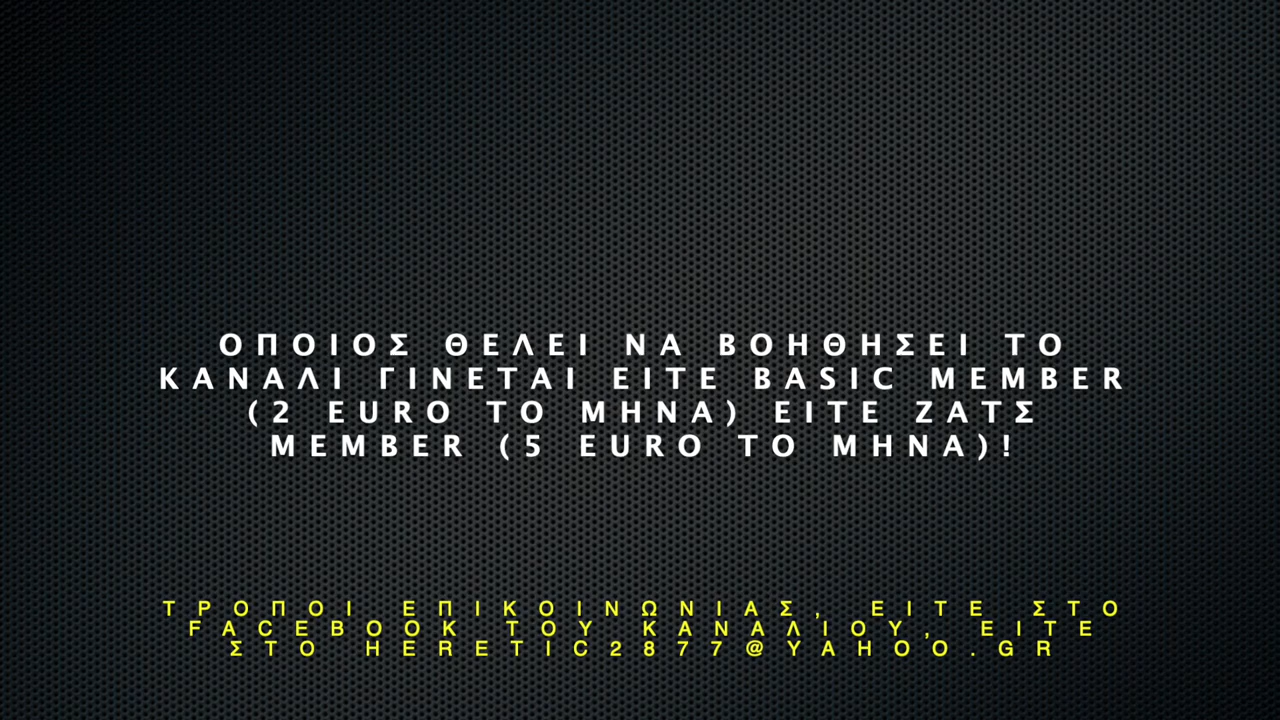 ΟΠΟΙΟΣ ΘΕΛΕΙ ΝΑ ΒΟΗΘΗΣΕΙ ΤΟ
ΚΑΝΑΛΙ ΓΙΝΕΤΑΙ ΕΙΤΕ BASIC MEMBER
(2 EURO ΤΟ ΜΗΝΑ) ΕΙΤΕ ΖΑΤΣ
MEMBER (5 EURO ΤΟ ΜΗΝΑ)!
ΤΡΟΠΟΙ ΕΠΙΚΟΙΝΩΝΙΑΣ, ΕΙΤΕ ΣΤΟ
FACEBOOK ΤΟΥ ΚΑΝΑΛΙΟΥ, ΕΙΤΕ
ΣΤΟ HERETIC2877@YAHOO.GR